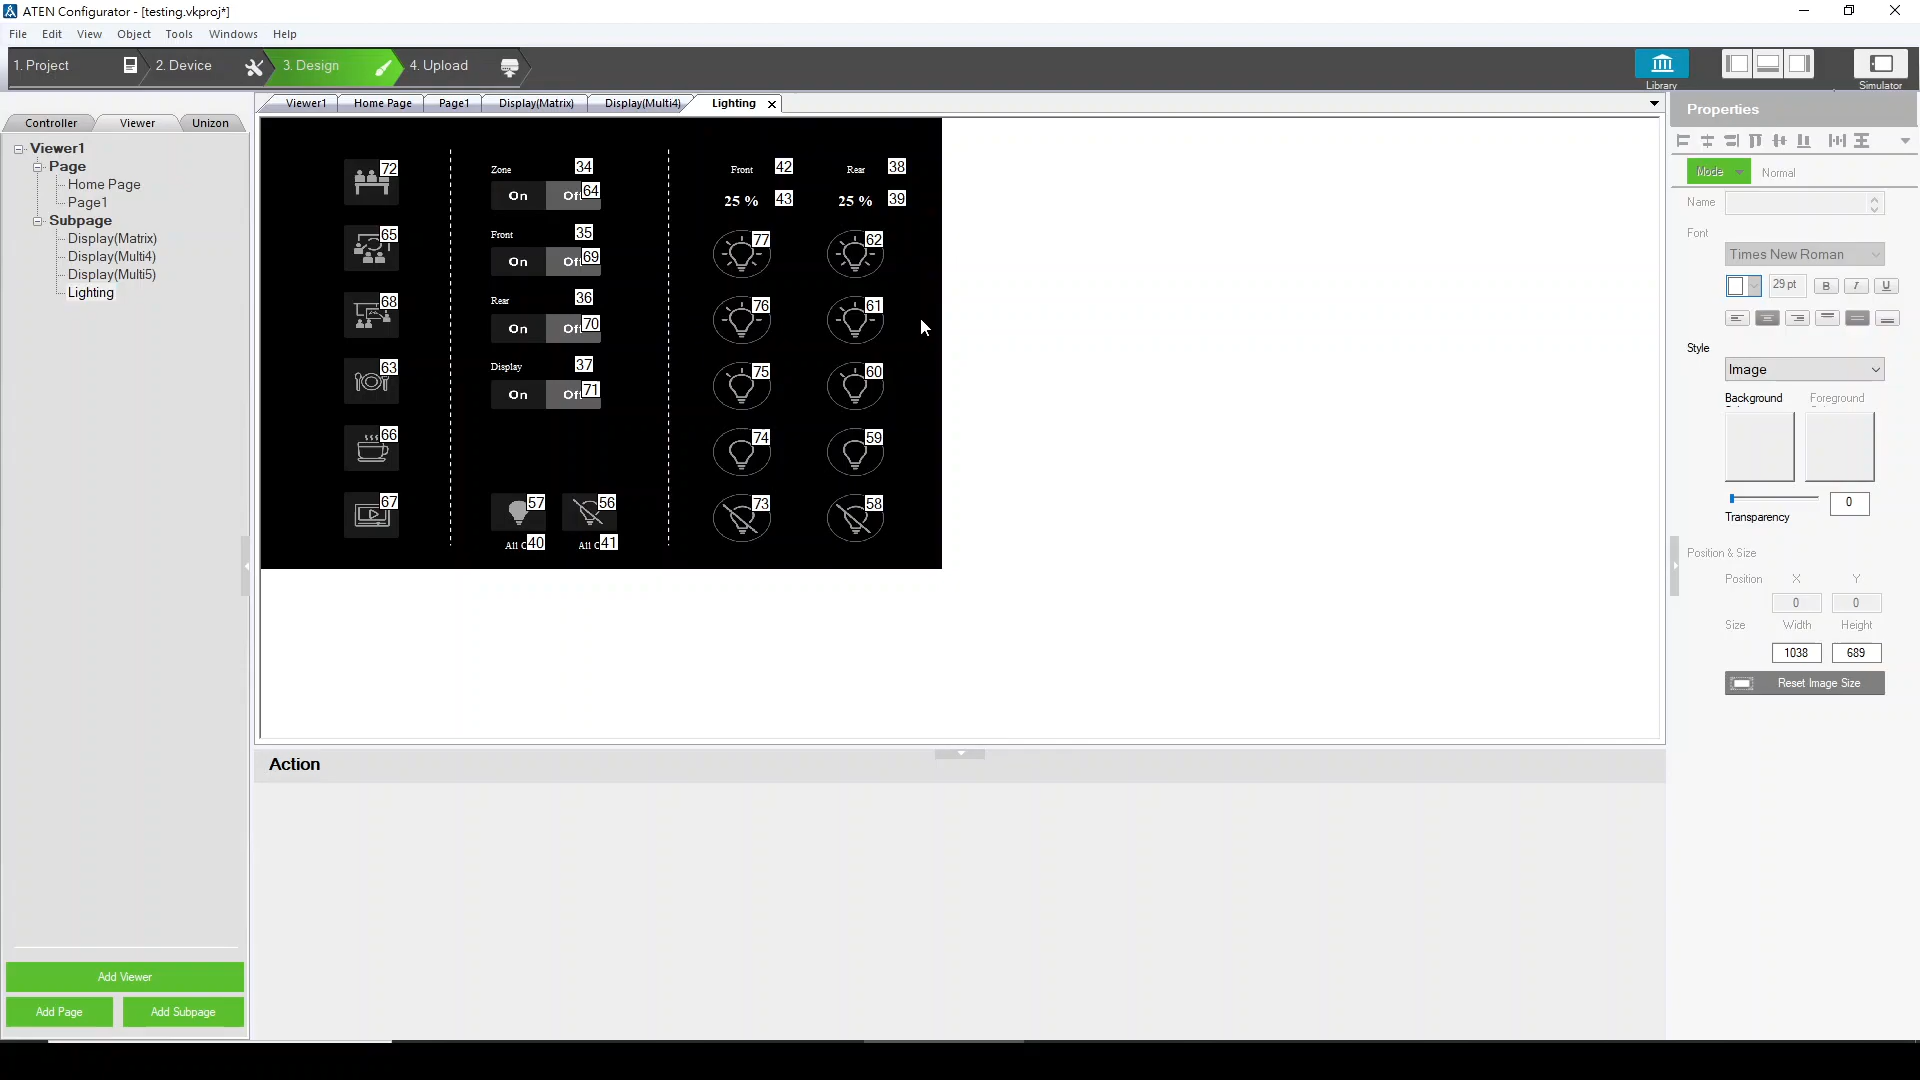 ATEN Configurator - [testing.vkproj*]
File Edit View Object Tools Windows Help
1. Project 2. Device 3. Design 4. Upload
Library
Simulator
Viewer1 Home Page Page1 Display(Matrix) Display(Multi4) Lighting
Controller Viewer Unizon
Viewer1
Page
Home Page
Page1
Subpage
Display(Matrix)
Display(Multi4)
Display(Multi5)
Lighting
Add Viewer
Add Page Add Subpage
72
65
68
63
66
67
Zone 34
On 64
Front 35
On 69
Rear 36
On 70
Display 37
On 71
57 56
All 40 All 41
Front 42 Rear 38
25 % 43 25 % 39
77 62
76 61
75 60
74 59
73 58
Action
Properties
Mode Normal
Name
Font
Times New Roman
29 pt B I U
Style
Image
Background Foreground
0
Transparency
Position & Size
Position X Y
0 0
Size Width Height
1038 689
Reset Image Size